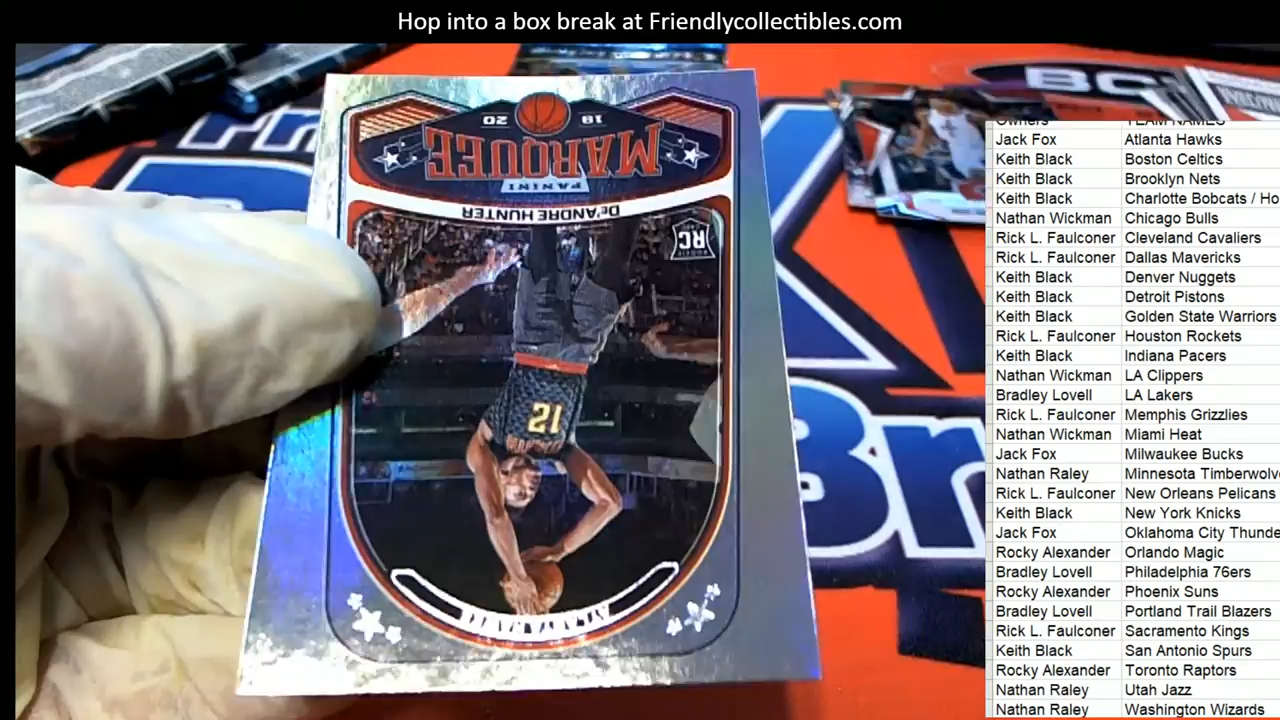 Hop into a box break at Friendlycollectibles.com
BC
MARQUEE
PANINI
19 20
DE'ANDRE HUNTER
RC
12
Br
Owners TEAM NAMES
Jack Fox Atlanta Hawks
Keith Black Boston Celtics
Keith Black Brooklyn Nets
Keith Black Charlotte Bobcats / Ho
Nathan Wickman Chicago Bulls
Rick L. Faulconer Cleveland Cavaliers
Rick L. Faulconer Dallas Mavericks
Keith Black Denver Nuggets
Keith Black Detroit Pistons
Keith Black Golden State Warriors
Rick L. Faulconer Houston Rockets
Keith Black Indiana Pacers
Nathan Wickman LA Clippers
Bradley Lovell LA Lakers
Rick L. Faulconer Memphis Grizzlies
Nathan Wickman Miami Heat
Jack Fox Milwaukee Bucks
Nathan Raley Minnesota Timberwolv
Rick L. Faulconer New Orleans Pelicans
Keith Black New York Knicks
Jack Fox Oklahoma City Thunde
Rocky Alexander Orlando Magic
Bradley Lovell Philadelphia 76ers
Rocky Alexander Phoenix Suns
Bradley Lovell Portland Trail Blazers
Rick L. Faulconer Sacramento Kings
Keith Black San Antonio Spurs
Rocky Alexander Toronto Raptors
Nathan Raley Utah Jazz
Nathan Raley Washington Wizards